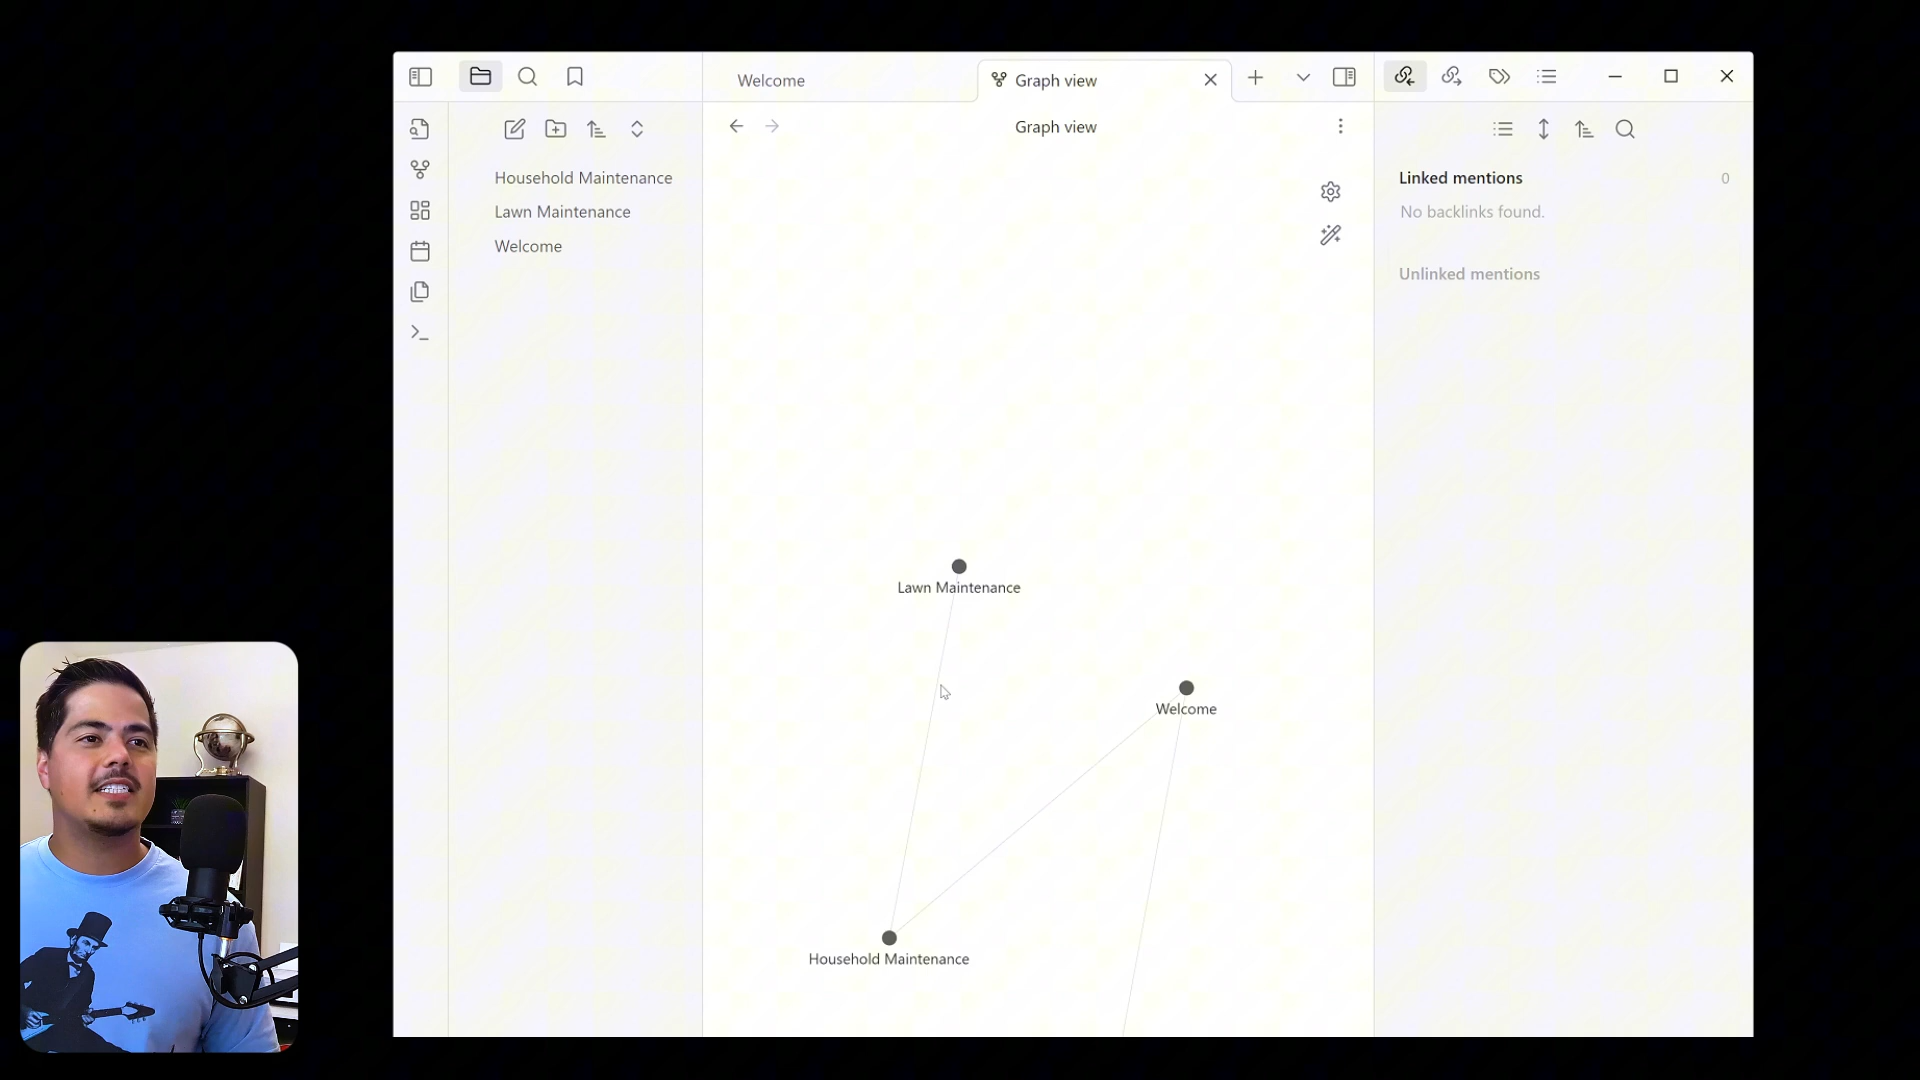 Welcome
Graph view
Graph view
Household Maintenance
Lawn Maintenance
Welcome
Linked mentions 0
No backlinks found.
Unlinked mentions
Lawn Maintenance
Welcome
Household Maintenance